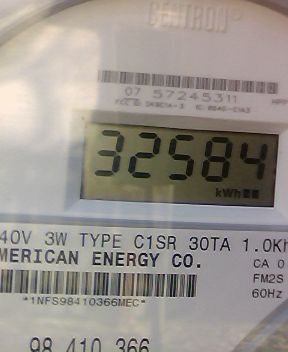 CENTRON®
07 57245311
32584
kWh
40V 3W TYPE C1SR 30TA 1.0Kh
MERICAN ENERGY CO.
CA 0
FM2S
60Hz
*1NFS98410366MEC*
98 410 366